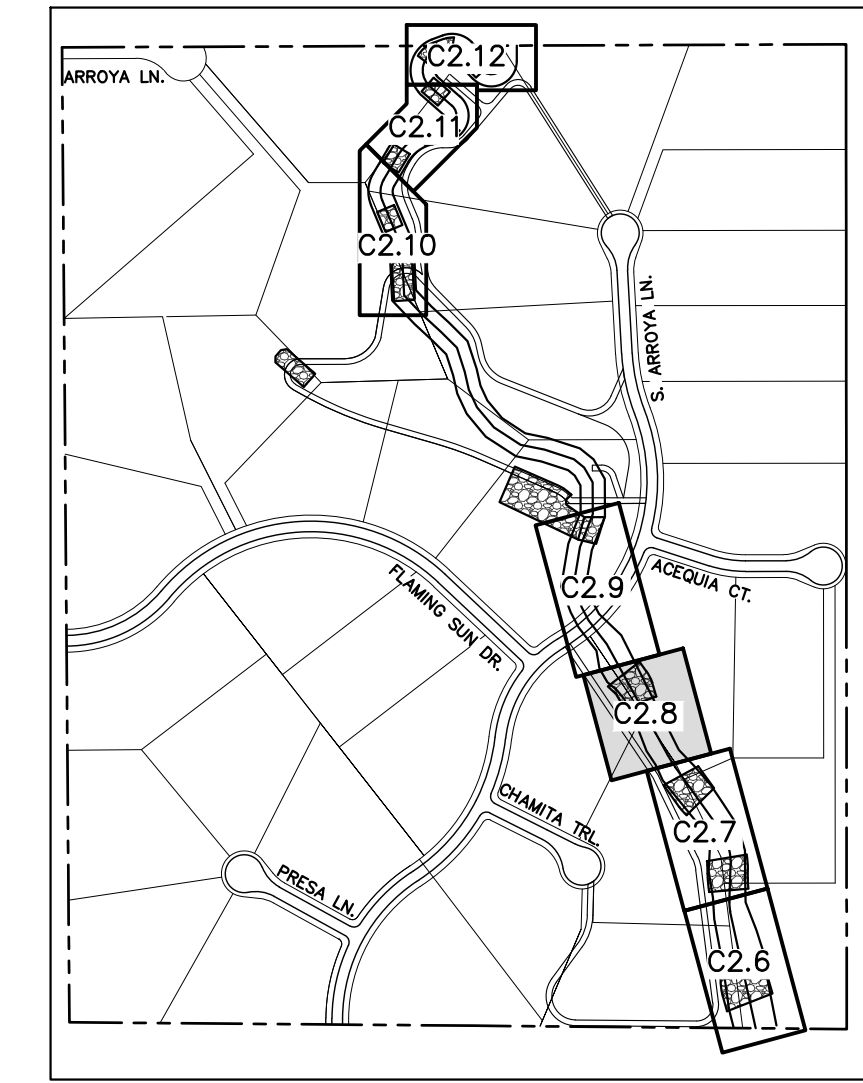 C2.12
ARROYA LN.
C2.11
C2.10
S. ARROYA LN.
C2.9
ACEQUIA CT.
FLAMING SUN DR.
C2.8
CHAMITA TRL.
C2.7
PRESA LN.
C2.6